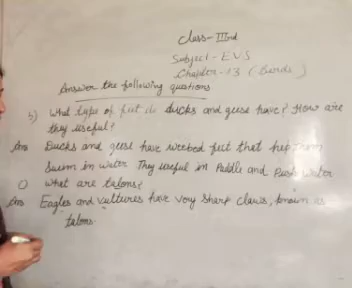 Class-IIIrd
Subject-EVS
Chapter-13 (Birds)
Answer the following questions
b) What type of feet do ducks and geese have? How are
they useful?
Ans Ducks and geese have webbed feet that help them
swim in water They useful in Paddle and Push water
C) What are talons?
Ans Eagles and vultures have very sharp claws, known as
talons.